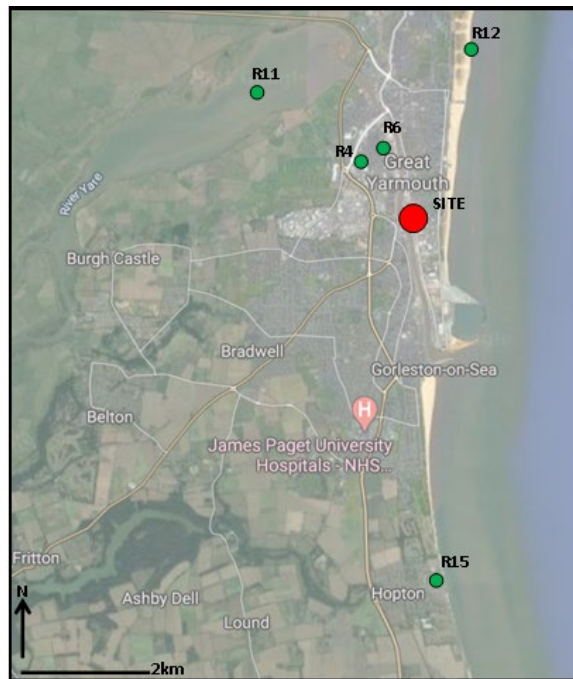 R12
R11
R6
R4
Great
Yarmouth
SITE
River Yare
Burgh Castle
Bradwell
Gorleston-on-Sea
Belton
H
James Paget University
Hospitals - NHS...
Fritton
R15
N
Ashby Dell
Hopton
Lound
2km